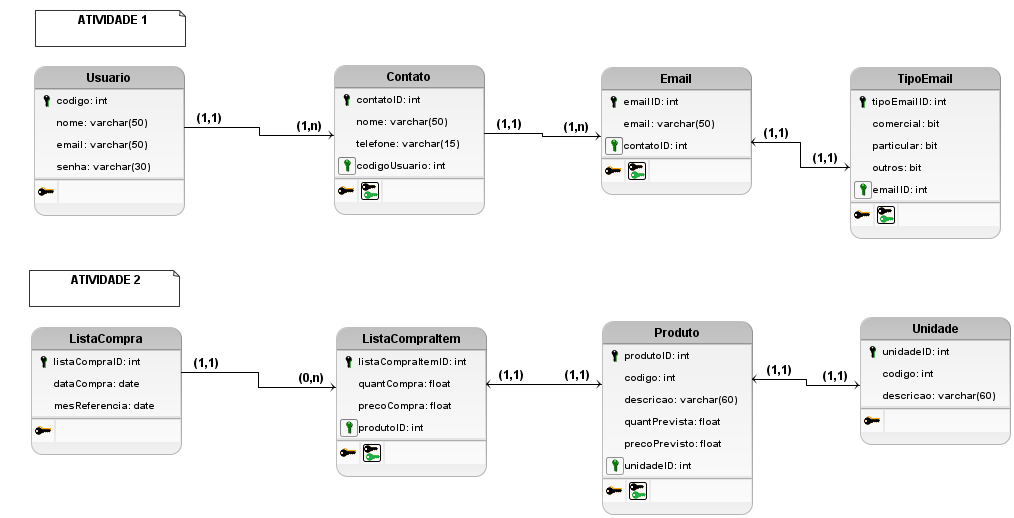 ATIVIDADE 1
Usuario
codigo: int
nome: varchar(50)
email: varchar(50)
senha: varchar(30)
(1,1)
(1,n)
Contato
contatoID: int
nome: varchar(50)
telefone: varchar(15)
codigoUsuario: int
(1,1)
(1,n)
Email
emailID: int
email: varchar(50)
contatoID: int
(1,1)
(1,1)
TipoEmail
tipoEmailID: int
comercial: bit
particular: bit
outros: bit
emailID: int
ATIVIDADE 2
ListaCompra
listaCompraID: int
dataCompra: date
mesReferencia: date
(1,1)
(0,n)
ListaCompraItem
listaCompraItemID: int
quantCompra: float
precoCompra: float
produtoID: int
(1,1)
(1,1)
Produto
produtoID: int
codigo: int
descricao: varchar(60)
quantPrevista: float
precoPrevisto: float
unidadeID: int
(1,1)
(1,1)
Unidade
unidadeID: int
codigo: int
descricao: varchar(60)